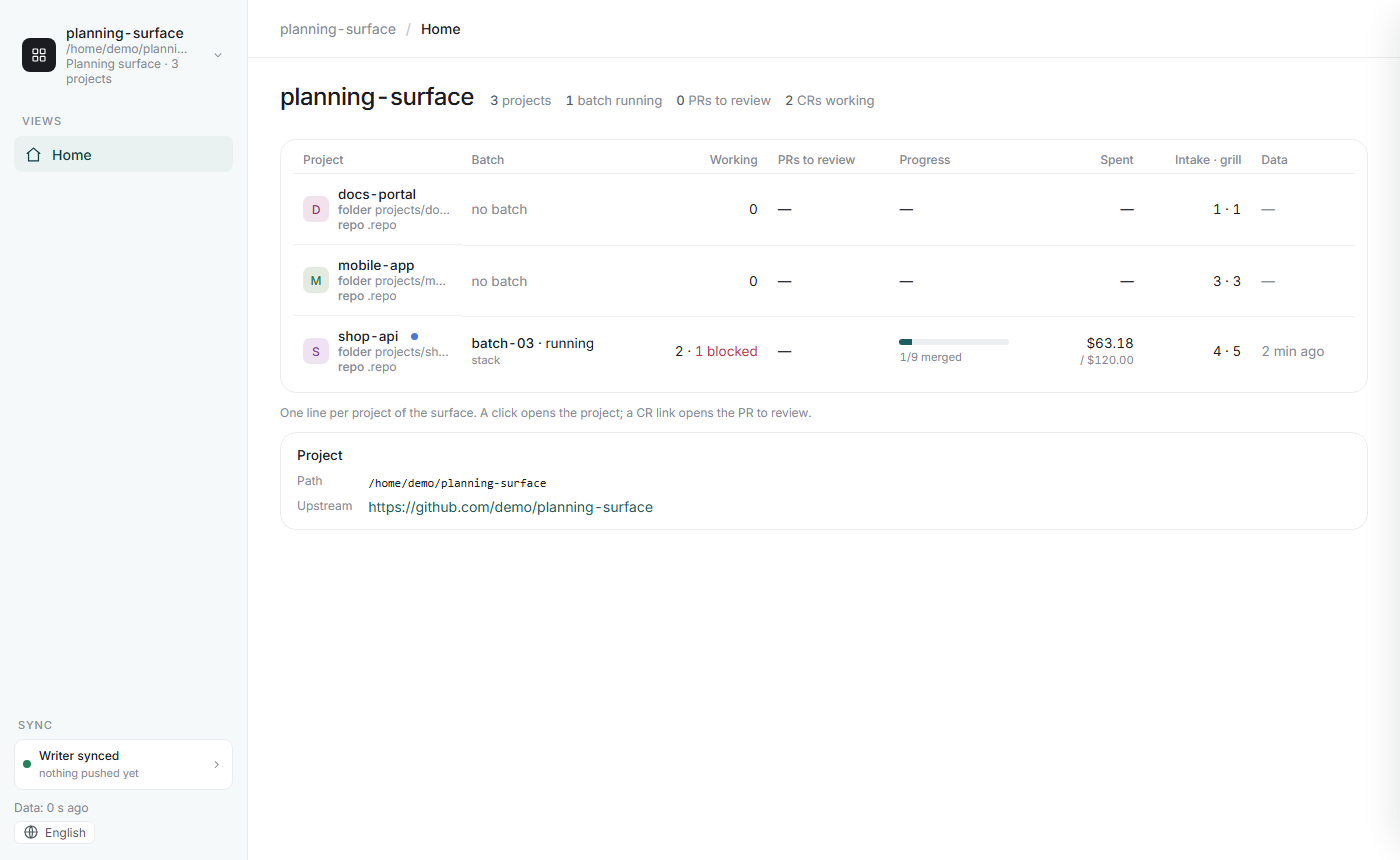 planning-surface
/home/demo/planni...
Planning surface · 3
projects
VIEWS
Home
SYNC
Writer synced
nothing pushed yet
Data: 0 s ago
English
planning-surface / Home
planning-surface 3 projects 1 batch running 0 PRs to review 2 CRs working
Project Batch Working PRs to review Progress Spent Intake · grill Data
D docs-portal
folder projects/do...
repo .repo
no batch 0 — — — 1 · 1 —
M mobile-app
folder projects/m...
repo .repo
no batch 0 — — — 3 · 3 —
S shop-api
folder projects/sh...
repo .repo
batch-03 · running
stack
2 · 1 blocked —
1/9 merged
$63.18
/ $120.00
4 · 5 2 min ago
One line per project of the surface. A click opens the project; a CR link opens the PR to review.
Project
Path /home/demo/planning-surface
Upstream https://github.com/demo/planning-surface